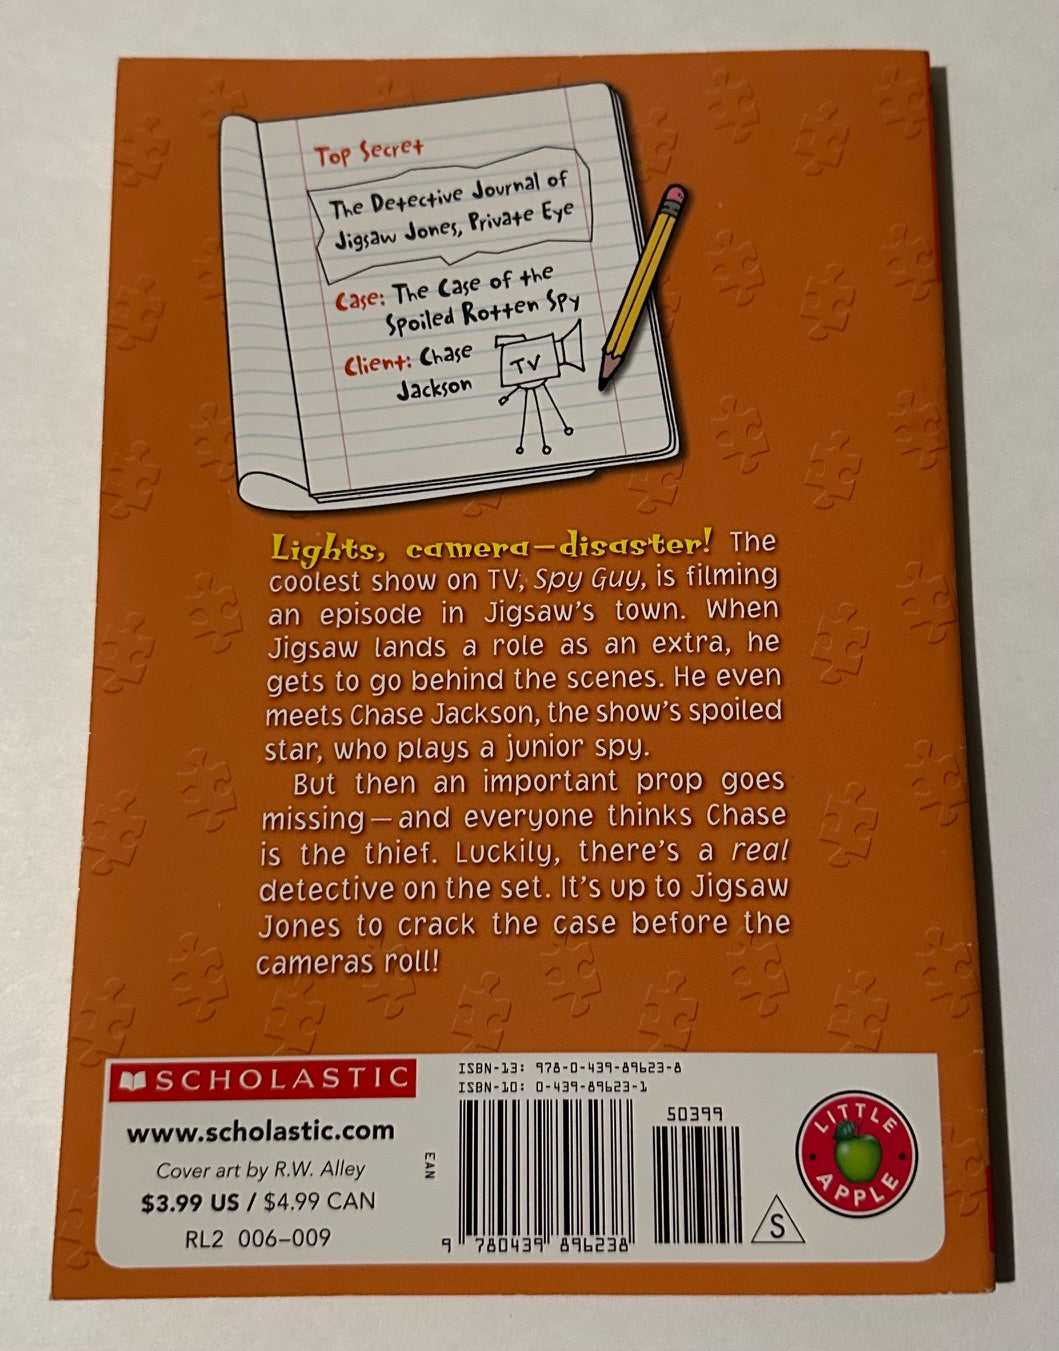 Top Secret
The Detective Journal of
Jigsaw Jones, Private Eye
Case: The Case of the
Spoiled Rotten Spy
Client: Chase
Jackson
TV
Lights, camera—disaster! The
coolest show on TV, Spy Guy, is filming
an episode in Jigsaw's town. When
Jigsaw lands a role as an extra, he
gets to go behind the scenes. He even
meets Chase Jackson, the show's spoiled
star, who plays a junior spy.
But then an important prop goes
missing—and everyone thinks Chase
is the thief. Luckily, there's a real
detective on the set. It's up to Jigsaw
Jones to crack the case before the
cameras roll!
SCHOLASTIC
www.scholastic.com
Cover art by R.W. Alley
$3.99 US / $4.99 CAN
RL2 006–009
ISBN-13: 978-0-439-89623-8
ISBN-10: 0-439-89623-1
EAN
50399
9 780439 896238
S
LITTLE
APPLE